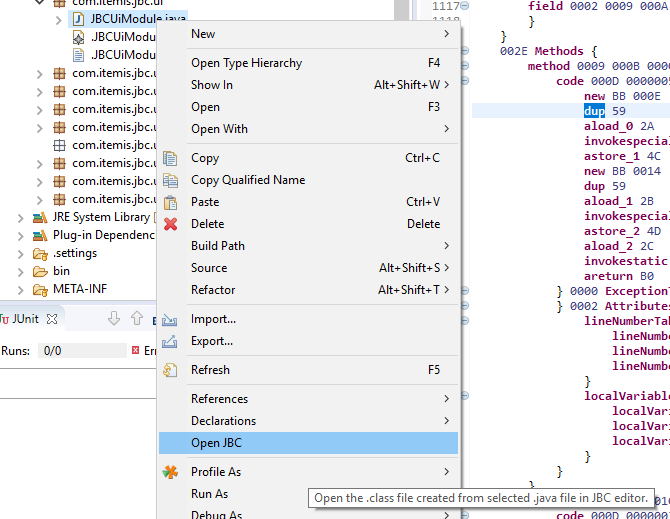 com.itemis.jbc.ui
JBCUiModule.java
.JBCUiModu
JBCUiModu
com.itemis.jbc.u
com.itemis.jbc.u
com.itemis.jbc.u
com.itemis.jbc.u
com.itemis.jbc.u
com.itemis.jbc.u
com.itemis.jbc.u
com.itemis.jbc.u
JRE System Library [
Plug-in Dependenc
.settings
bin
META-INF
JUnit
Runs: 0/0
Err
New
Open Type Hierarchy F4
Show In Alt+Shift+W
Open F3
Open With
Copy Ctrl+C
Copy Qualified Name
Paste Ctrl+V
Delete Delete
Build Path
Source Alt+Shift+S
Refactor Alt+Shift+T
Import...
Export...
Refresh F5
References
Declarations
Open JBC
Profile As
Run As
Debug As
Open the .class file created from selected .java file in JBC editor.
1117
1118
field 0002 0009 000A
}
}
002E Methods {
method 0009 000B 000
code 000D 0000005
new BB 000E
dup 59
aload_0 2A
invokespecial
astore_1 4C
new BB 0014
dup 59
aload_1 2B
invokespecial
astore_2 4D
aload_2 2C
invokestatic
areturn B0
} 0000 ExceptionT
} 0002 Attributes
lineNumberTab
lineNumbe
lineNumbe
lineNumbe
}
localVariable
localVari
localVari
localVari
}
}
code 000D 000000